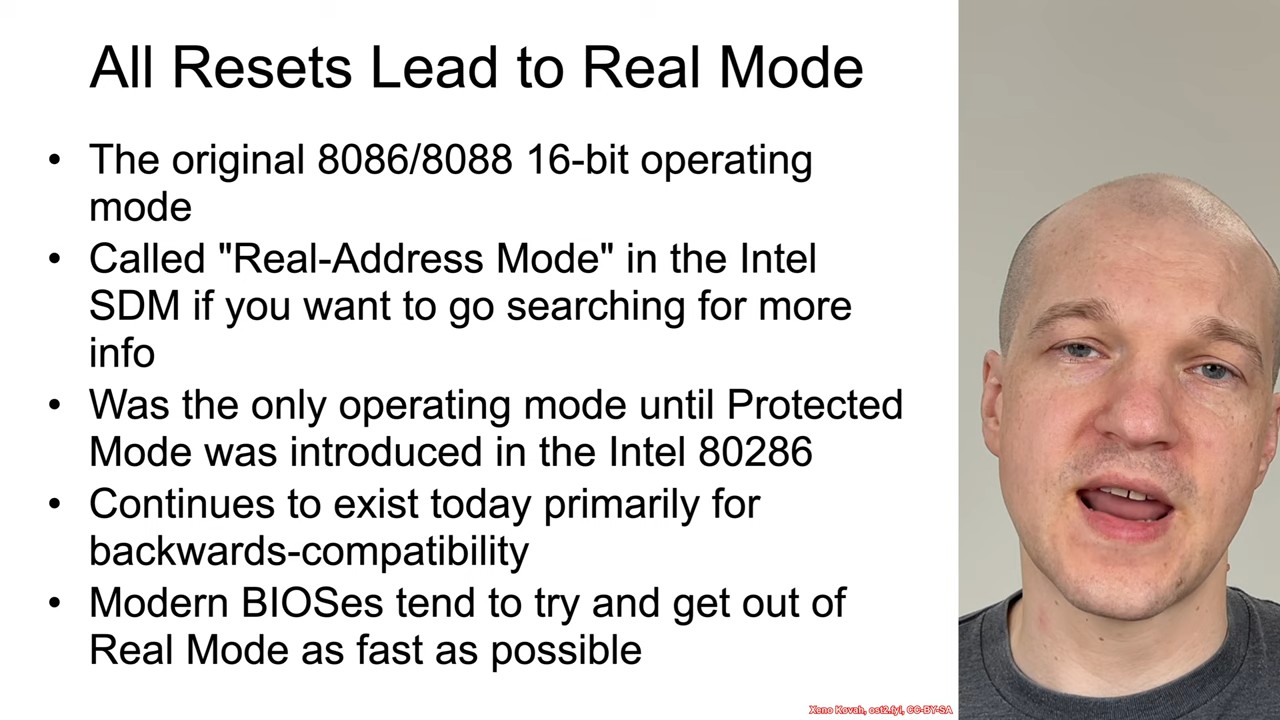 All Resets Lead to Real Mode
• The original 8086/8088 16-bit operating
mode
• Called "Real-Address Mode" in the Intel
SDM if you want to go searching for more
info
• Was the only operating mode until Protected
Mode was introduced in the Intel 80286
• Continues to exist today primarily for
backwards-compatibility
• Modern BIOSes tend to try and get out of
Real Mode as fast as possible
Xeno Kovah, ost2.fyi, CC-BY-SA